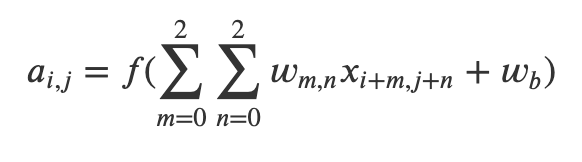 a_{i,j} = f(\sum_{m=0}^{2} \sum_{n=0}^{2} w_{m,n} x_{i+m,j+n} + w_b)